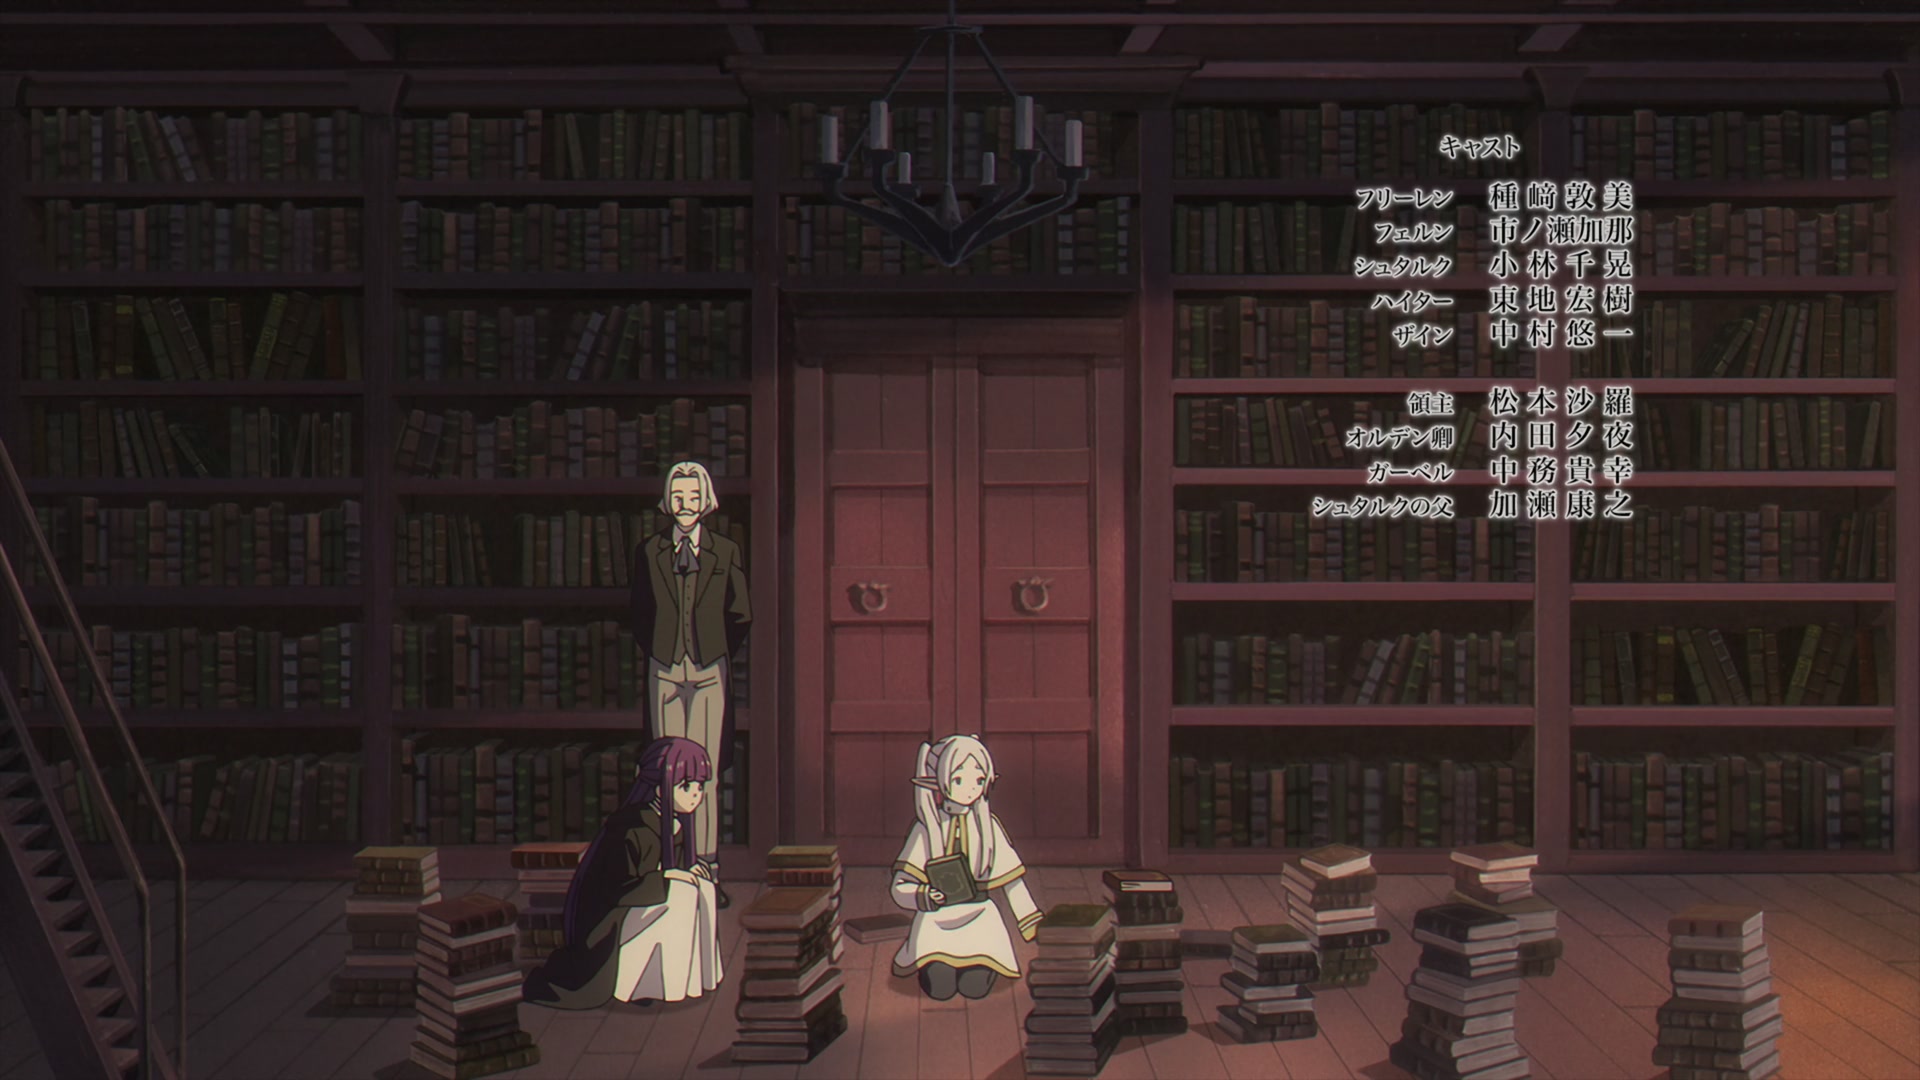 キャスト
フリーレン 種﨑敦美
フェルン 市ノ瀬加那
シュタルク 小林千晃
ハイター 東地宏樹
ザイン 中村悠一
領主 松本沙羅
オルデン卿 内田夕夜
ガーベル 中務貴幸
シュタルクの父 加瀬康之